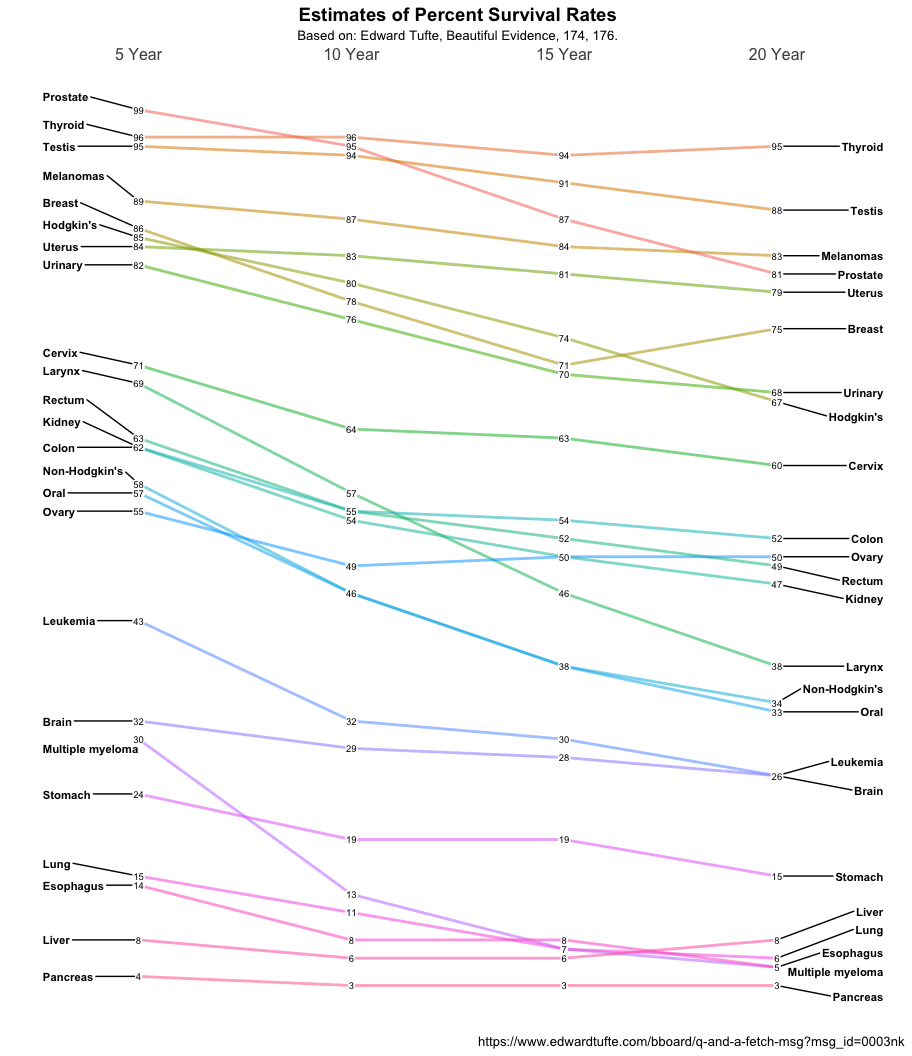 Estimates of Percent Survival Rates
Based on: Edward Tufte, Beautiful Evidence, 174, 176.
5 Year 10 Year 15 Year 20 Year
Prostate
99
Thyroid
96 96
Testis 95 95 94 95 Thyroid
94
Melanomas
89 91
Breast 88 Testis
87 87
Hodgkin's 86
85
Uterus 84 83 84 83 Melanomas
Urinary 82 81 81 Prostate
80 79 Uterus
78
76
74 75 Breast
Cervix 71 71
70
Larynx 69 68 Urinary
67
Rectum Hodgkin's
Kidney 64
63 63
Colon 62
Non-Hodgkin's 60 Cervix
58
Oral 57 57
Ovary 55 55
54 54
52 52 Colon
49 50 50 Ovary
49
Rectum
47
Kidney
46 46
Leukemia 43
38 38 Larynx
Non-Hodgkin's
34
33 Oral
Brain 32 32
Multiple myeloma 30 30
29 28
Leukemia
26
Brain
Stomach 24
19 19
Lung 15 15 Stomach
Esophagus 14
13
11 Liver
Lung
Liver 8 8 8 8
7
Esophagus
6 6 6
5
Multiple myeloma
Pancreas 4
3 3 3
Pancreas
https://www.edwardtufte.com/bboard/q-and-a-fetch-msg?msg_id=0003nk